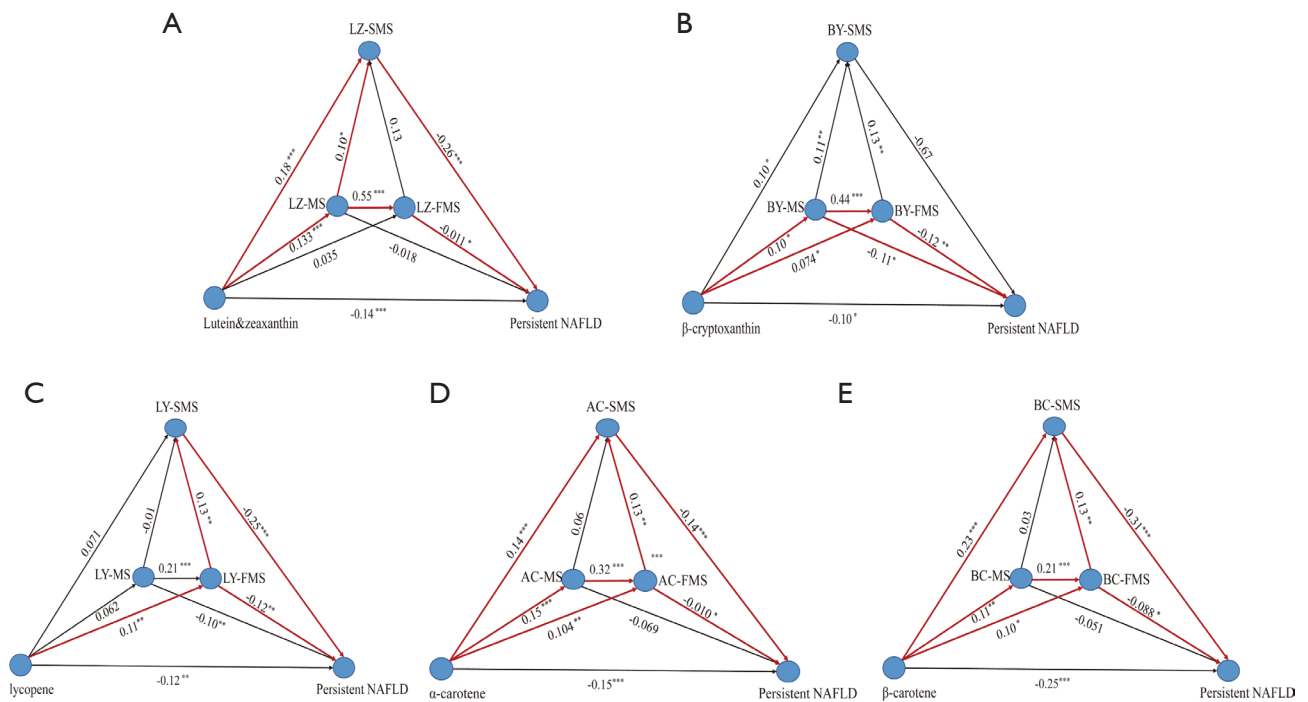 A
LZ-SMS
0.18 ***
0.10 *
0.13
-0.26 ***
LZ-MS
0.55 ***
LZ-FMS
0.133 ***
0.035
-0.018
-0.011 *
Lutein&zeaxanthin
-0.14 ***
Persistent NAFLD
B
BY-SMS
0.10 *
0.11 **
0.13 **
-0.67
BY-MS
0.44 ***
BY-FMS
0.10 *
0.074 *
-0. 11 *
-0.12 **
β-cryptoxanthin
-0.10 *
Persistent NAFLD
C
LY-SMS
0.071
-0.01
0.13 **
-0.25 ***
LY-MS
0.21 ***
LY-FMS
0.062
0.11 **
-0.10 **
-0.12 **
lycopene
-0.12 **
Persistent NAFLD
D
AC-SMS
0.14 ***
0.06
0.13 **
-0.14 ***
***
AC-MS
0.32 ***
AC-FMS
0.15 ***
0.104 **
-0.069
-0.010 *
α-carotene
-0.15 ***
Persistent NAFLD
E
BC-SMS
0.23 ***
0.03
0.13 **
-0.31 ***
BC-MS
0.21 ***
BC-FMS
0.11 **
0.10 *
-0.051
-0.088 *
β-carotene
-0.25 ***
Persistent NAFLD